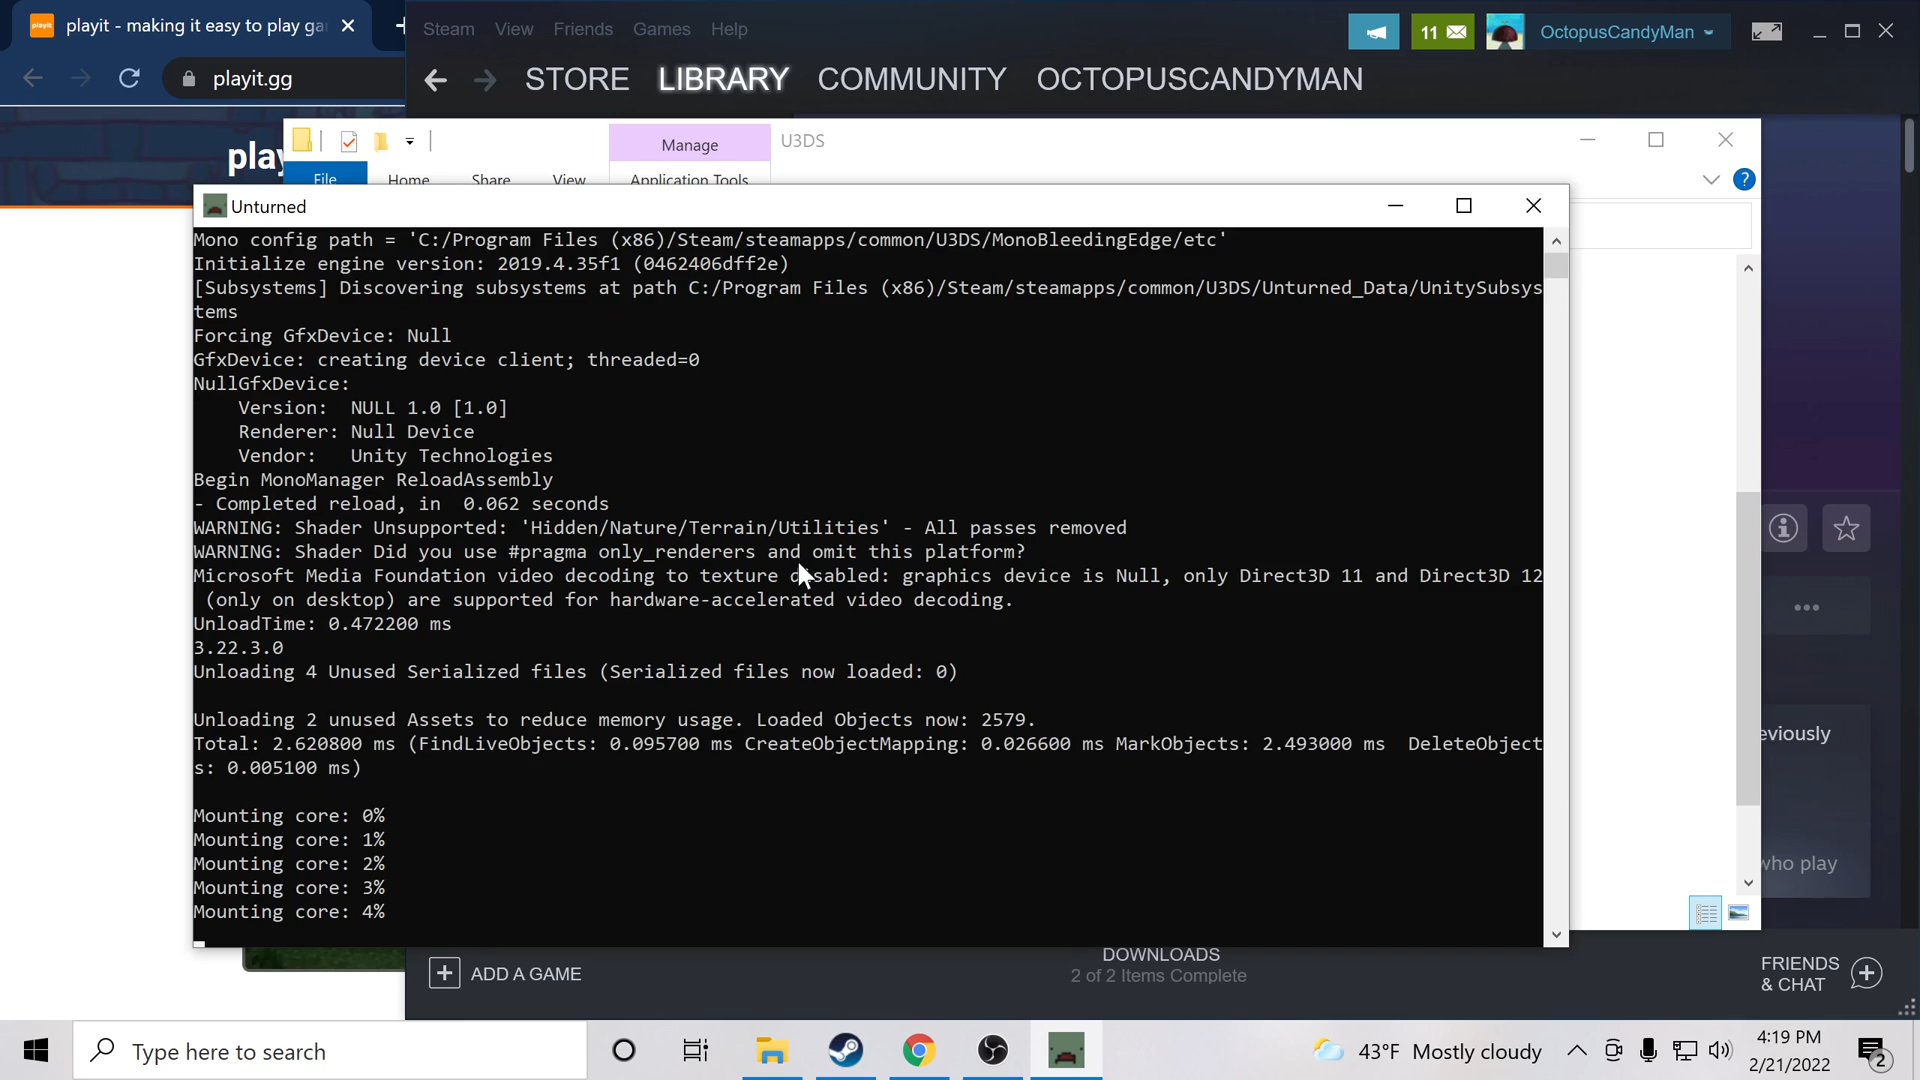 playit
playit - making it easy to play ga
playit.gg
Steam View Friends Games Help
11
OctopusCandyMan
STORE LIBRARY COMMUNITY OCTOPUSCANDYMAN
play
Manage
U3DS
File Home Share View Application Tools
?
Unturned
Mono config path = 'C:/Program Files (x86)/Steam/steamapps/common/U3DS/MonoBleedingEdge/etc'
Initialize engine version: 2019.4.35f1 (0462406dff2e)
[Subsystems] Discovering subsystems at path C:/Program Files (x86)/Steam/steamapps/common/U3DS/Unturned_Data/UnitySubsys
tems
Forcing GfxDevice: Null
GfxDevice: creating device client; threaded=0
NullGfxDevice:
Version: NULL 1.0 [1.0]
Renderer: Null Device
Vendor: Unity Technologies
Begin MonoManager ReloadAssembly
- Completed reload, in 0.062 seconds
WARNING: Shader Unsupported: 'Hidden/Nature/Terrain/Utilities' - All passes removed
WARNING: Shader Did you use #pragma only_renderers and omit this platform?
Microsoft Media Foundation video decoding to texture disabled: graphics device is Null, only Direct3D 11 and Direct3D 12
(only on desktop) are supported for hardware-accelerated video decoding.
UnloadTime: 0.472200 ms
3.22.3.0
Unloading 4 Unused Serialized files (Serialized files now loaded: 0)
Unloading 2 unused Assets to reduce memory usage. Loaded Objects now: 2579.
Total: 2.620800 ms (FindLiveObjects: 0.095700 ms CreateObjectMapping: 0.026600 ms MarkObjects: 2.493000 ms DeleteObject
s: 0.005100 ms)
Mounting core: 0%
Mounting core: 1%
Mounting core: 2%
Mounting core: 3%
Mounting core: 4%
eviously
who play
ADD A GAME
DOWNLOADS
2 of 2 Items Complete
FRIENDS
& CHAT
Type here to search
43°F Mostly cloudy
4:19 PM
2/21/2022
2